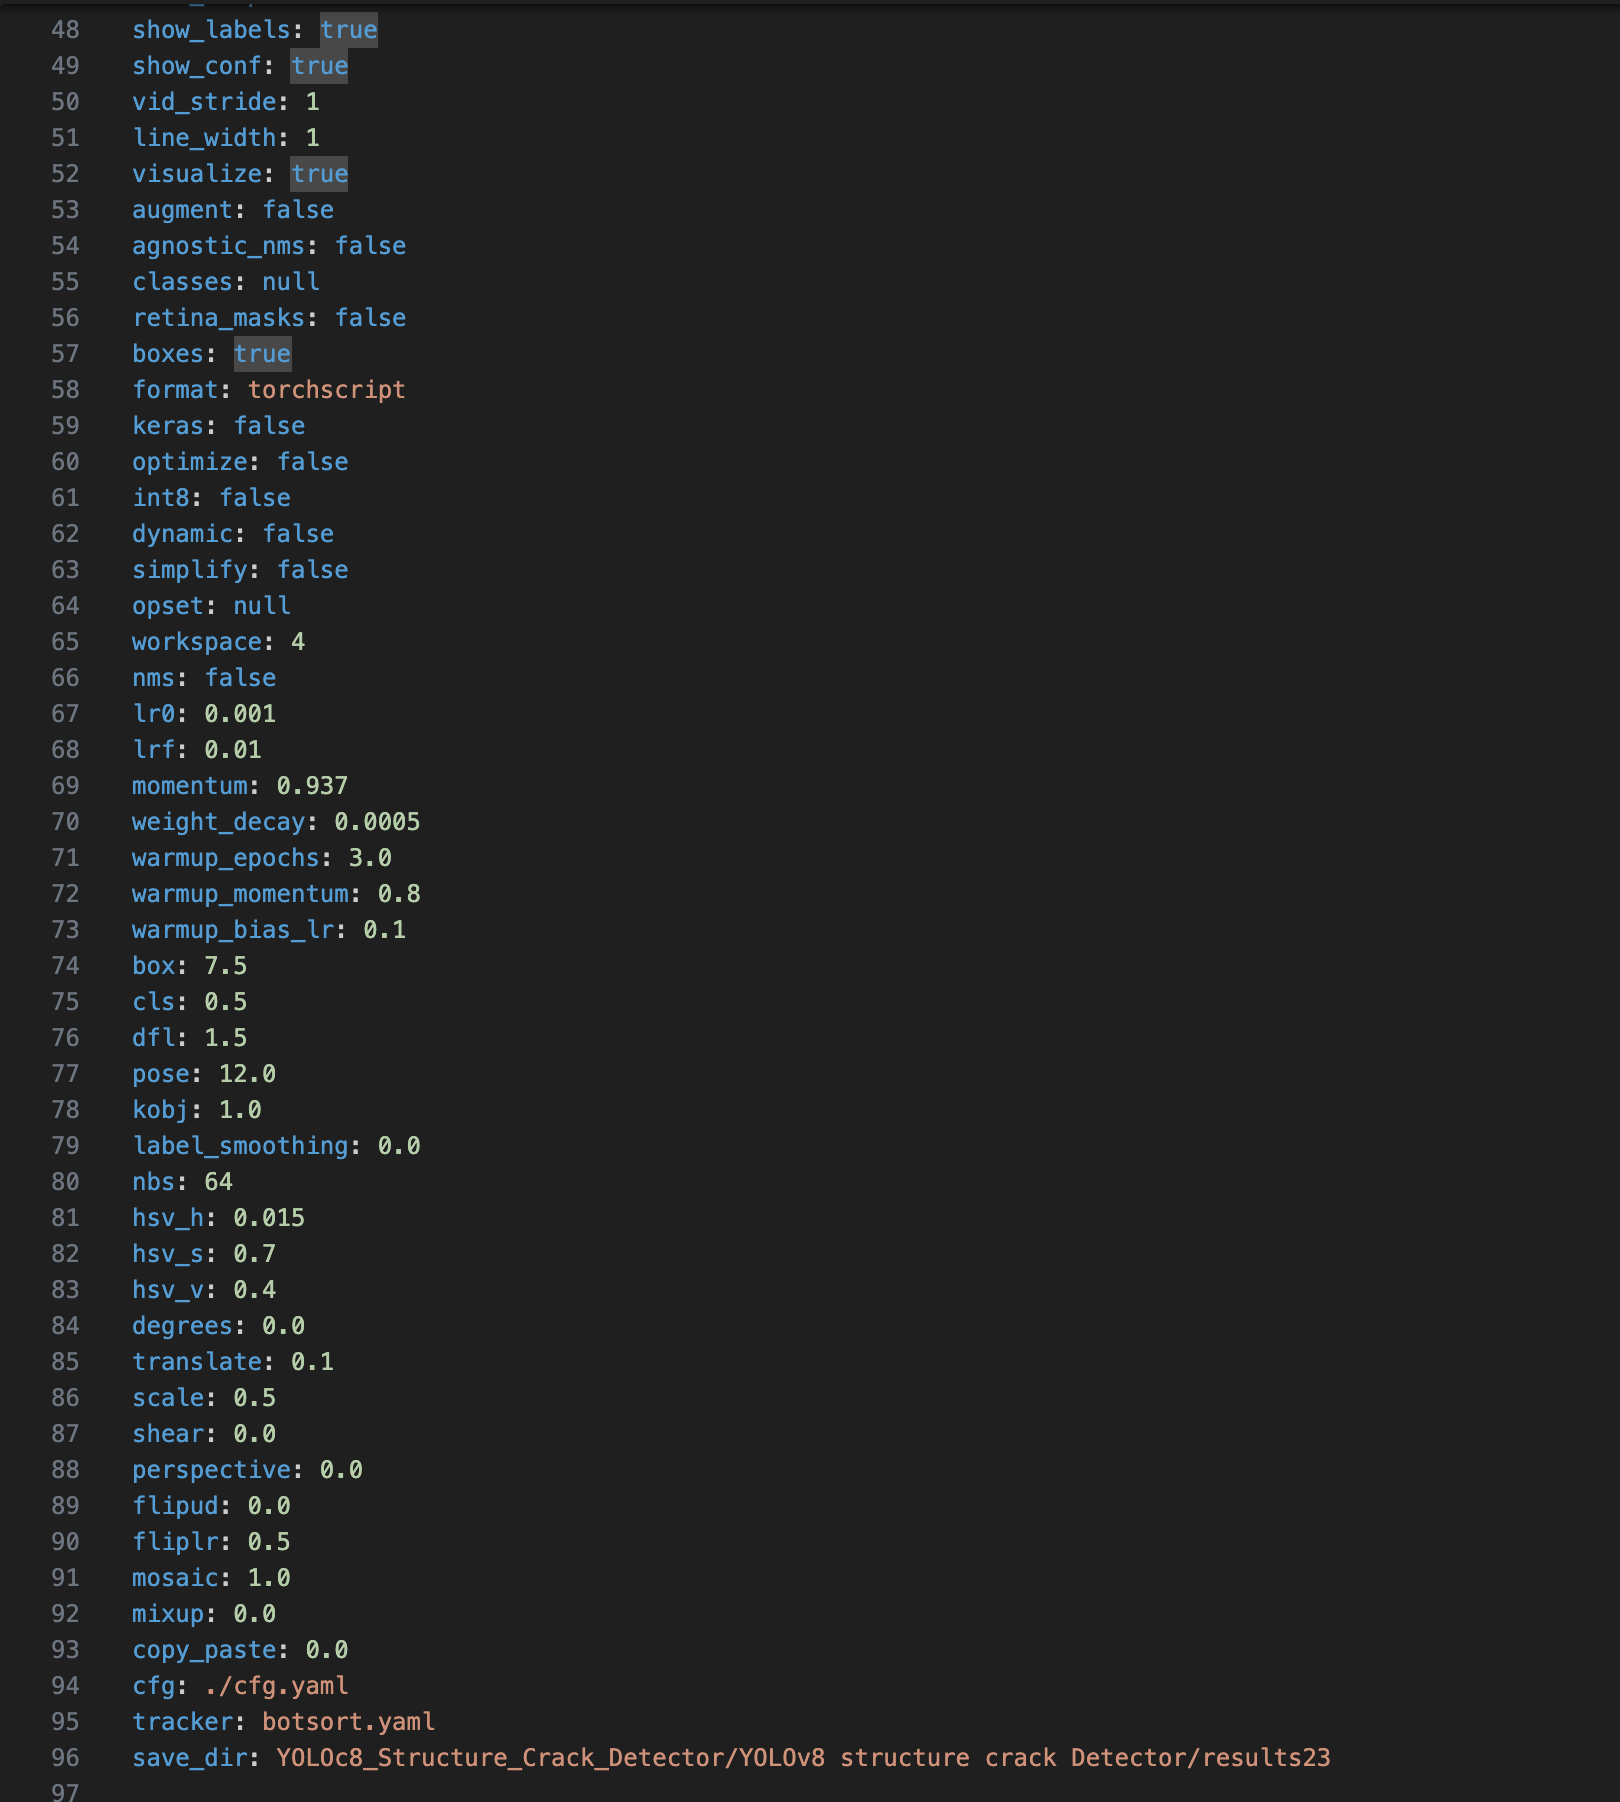 48 show_labels: true
49 show_conf: true
50 vid_stride: 1
51 line_width: 1
52 visualize: true
53 augment: false
54 agnostic_nms: false
55 classes: null
56 retina_masks: false
57 boxes: true
58 format: torchscript
59 keras: false
60 optimize: false
61 int8: false
62 dynamic: false
63 simplify: false
64 opset: null
65 workspace: 4
66 nms: false
67 lr0: 0.001
68 lrf: 0.01
69 momentum: 0.937
70 weight_decay: 0.0005
71 warmup_epochs: 3.0
72 warmup_momentum: 0.8
73 warmup_bias_lr: 0.1
74 box: 7.5
75 cls: 0.5
76 dfl: 1.5
77 pose: 12.0
78 kobj: 1.0
79 label_smoothing: 0.0
80 nbs: 64
81 hsv_h: 0.015
82 hsv_s: 0.7
83 hsv_v: 0.4
84 degrees: 0.0
85 translate: 0.1
86 scale: 0.5
87 shear: 0.0
88 perspective: 0.0
89 flipud: 0.0
90 fliplr: 0.5
91 mosaic: 1.0
92 mixup: 0.0
93 copy_paste: 0.0
94 cfg: ./cfg.yaml
95 tracker: botsort.yaml
96 save_dir: YOLOc8_Structure_Crack_Detector/YOLOv8 structure crack Detector/results23
97